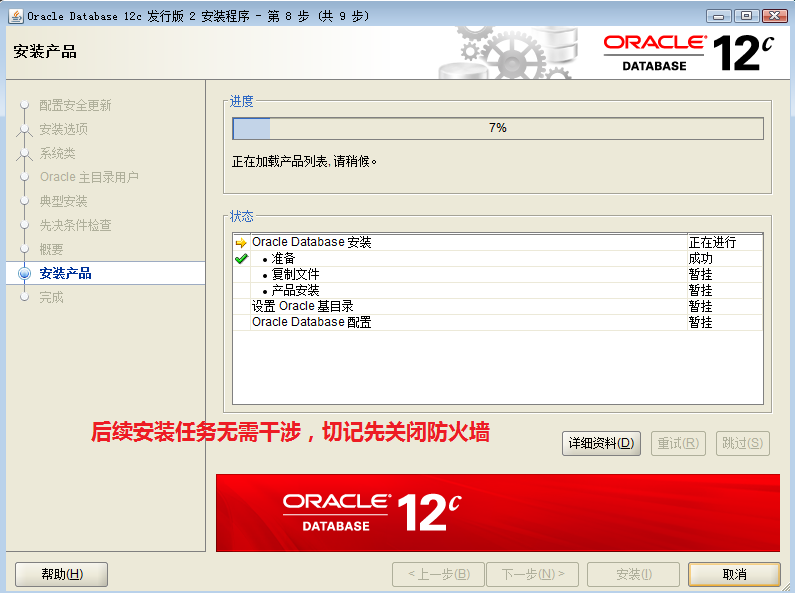 Oracle Database 12c 发行版 2 安装程序 - 第 8 步 (共 9 步)
安装产品
ORACLE®
DATABASE
12c
配置安全更新
安装选项
系统类
Oracle 主目录用户
典型安装
先决条件检查
概要
安装产品
完成
进度
7%
正在加载产品列表, 请稍候。
状态
Oracle Database 安装 正在进行
• 准备 成功
• 复制文件 暂挂
• 产品安装 暂挂
设置 Oracle 基目录 暂挂
Oracle Database 配置 暂挂
后续安装任务无需干涉，切记先关闭防火墙
详细资料(D) 重试(R) 跳过(S)
ORACLE®
DATABASE
12c
帮助(H) < 上一步(B) 下一步(N) > 安装(I) 取消